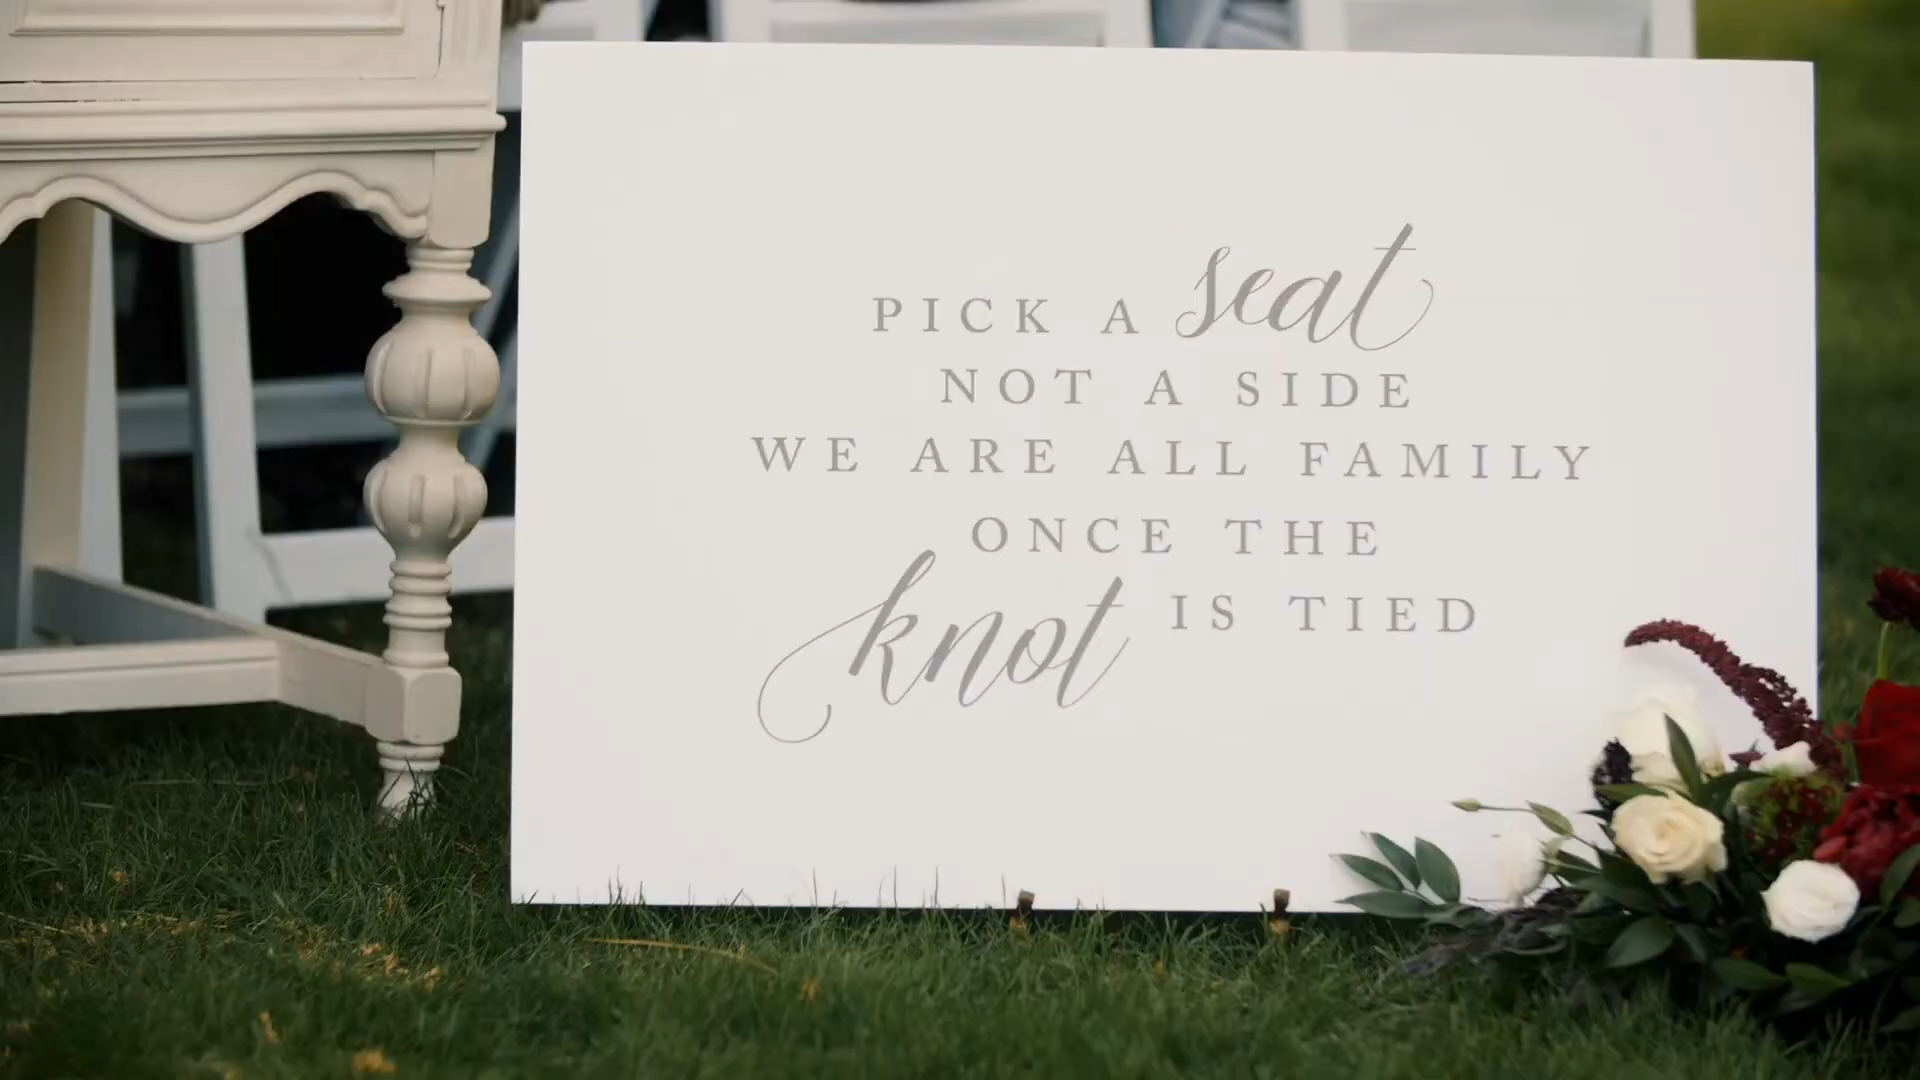 PICK A seat
NOT A SIDE
WE ARE ALL FAMILY
ONCE THE
knot IS TIED